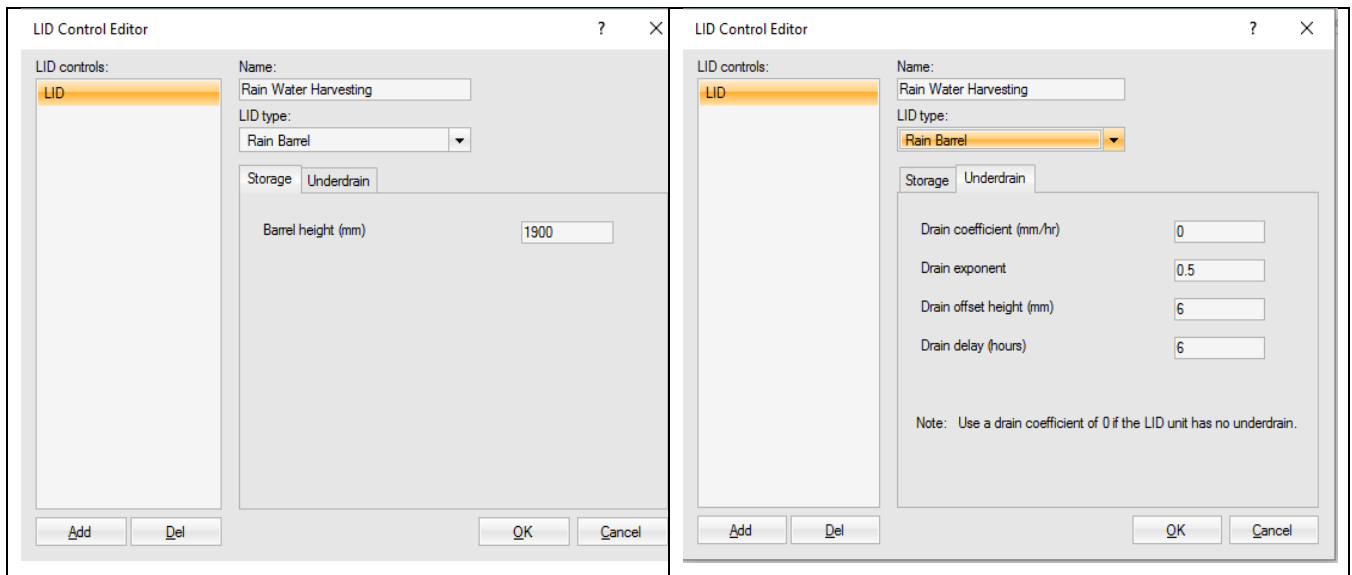 LID Control Editor ?
LID controls:
LID
Name:
Rain Water Harvesting
LID type:
Rain Barrel
Storage Underdrain
Barrel height (mm) 1900
Add Del OK Cancel
LID Control Editor ?
LID controls:
LID
Name:
Rain Water Harvesting
LID type:
Rain Barrel
Storage Underdrain
Drain coefficient (mm/hr) 0
Drain exponent 0.5
Drain offset height (mm) 6
Drain delay (hours) 6
Note: Use a drain coefficient of 0 if the LID unit has no underdrain.
Add Del OK Cancel